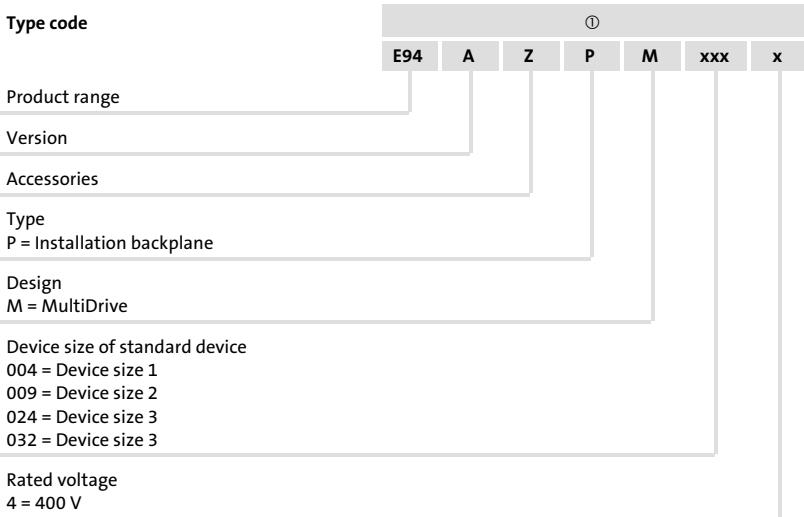 Type code
①
E94 A Z P M xxx x
Product range
Version
Accessories
Type
P = Installation backplane
Design
M = MultiDrive
Device size of standard device
004 = Device size 1
009 = Device size 2
024 = Device size 3
032 = Device size 3
Rated voltage
4 = 400 V